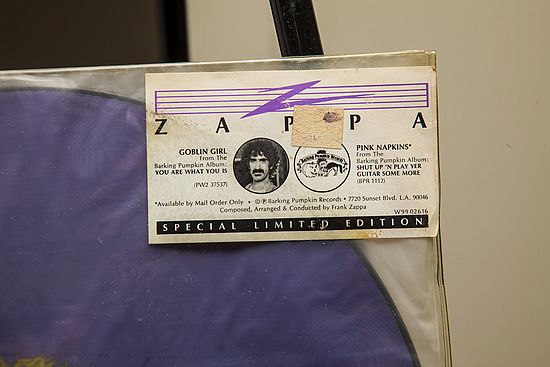 ZAPPA
GOBLIN GIRL
From The
Barking Pumpkin Album:
YOU ARE WHAT YOU IS
(PW2 37537)
PINK NAPKINS*
From The
Barking Pumpkin Album:
SHUT UP 'N PLAY YER
GUITAR SOME MORE
(BPR 1112)
*Available by Mail Order Only • ©℗Barking Pumpkin Records • 7720 Sunset Blvd. L.A. 90046
Composed, Arranged & Conducted by Frank Zappa
W99 02616
SPECIAL LIMITED EDITION